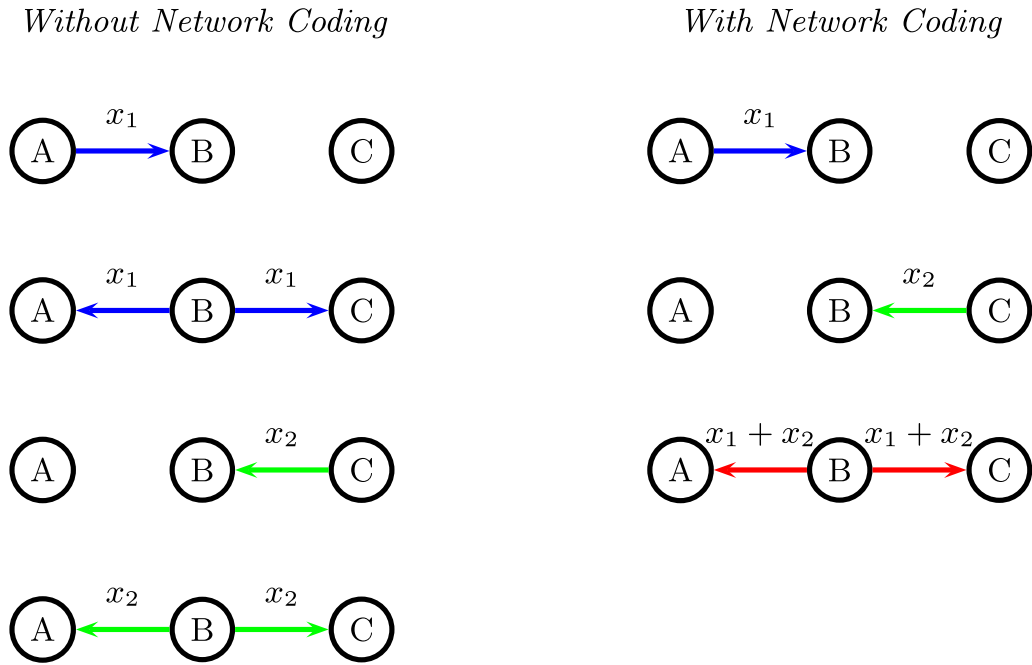 Without Network Coding
With Network Coding
x₁
x₁
A B C
A B C
x₁ x₁
x₂
A B C
A B C
x₂
x₁ + x₂ x₁ + x₂
A B C
A B C
x₂ x₂
A B C